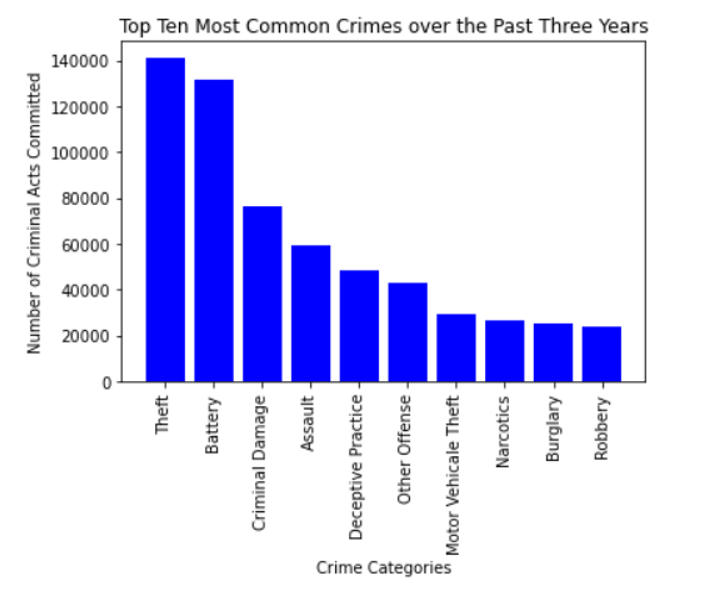 Top Ten Most Common Crimes over the Past Three Years
Number of Criminal Acts Committed
140000
120000
100000
80000
60000
40000
20000
0
Theft
Battery
Criminal Damage
Assault
Deceptive Practice
Other Offense
Motor Vehicale Theft
Narcotics
Burglary
Robbery
Crime Categories